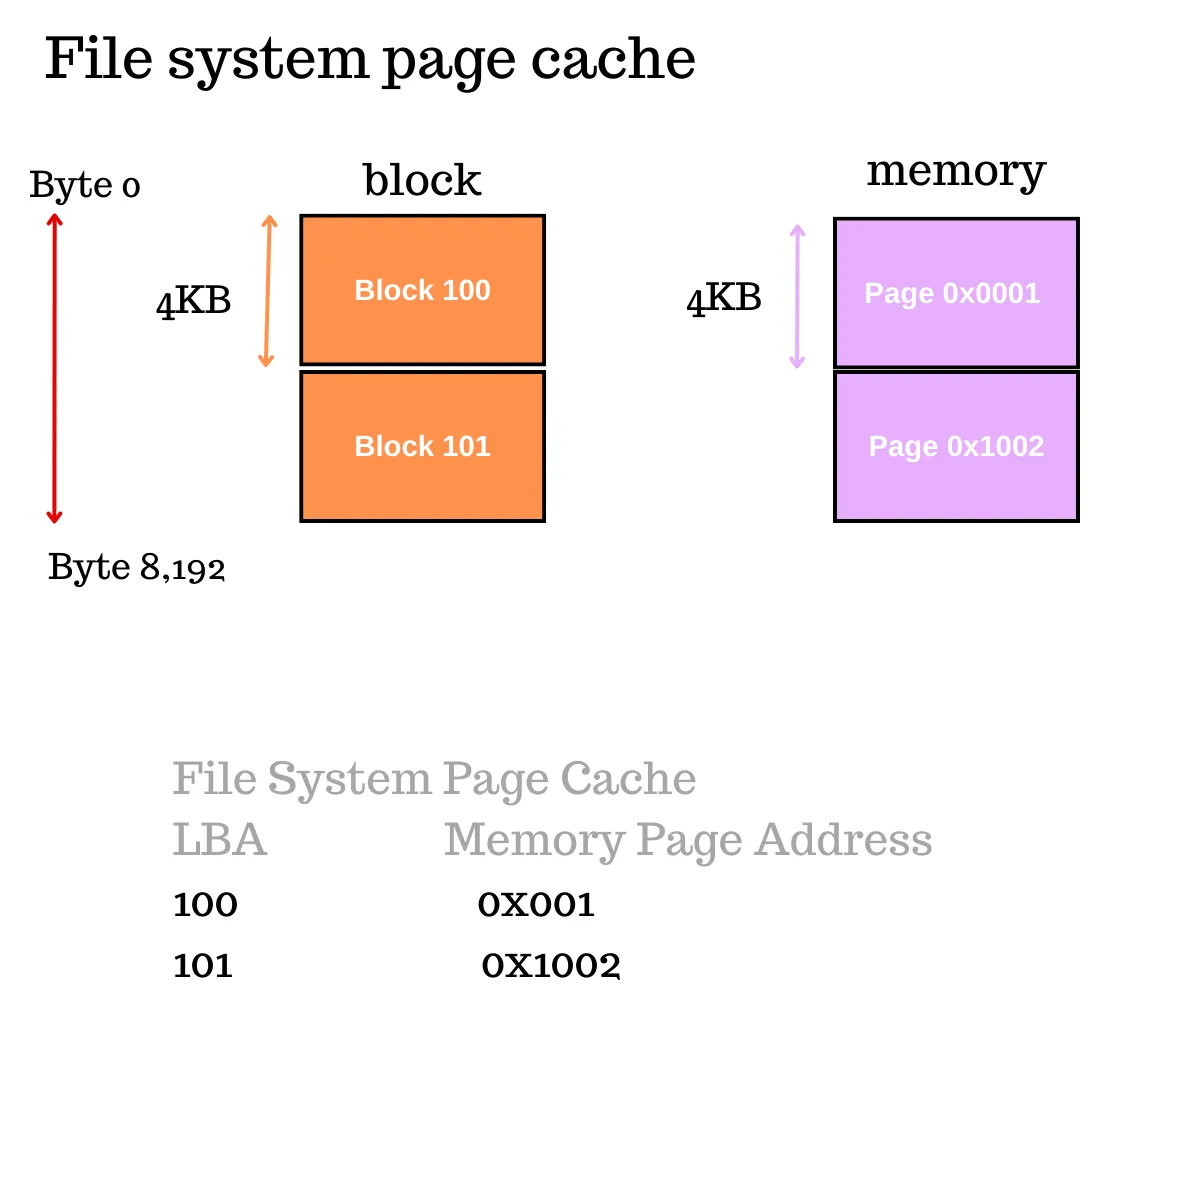 File system page cache
block
memory
Byte 0
4KB
Block 100
Block 101
4KB
Page 0x0001
Page 0x1002
Byte 8,192
File System Page Cache
LBA Memory Page Address
100 0X001
101 0X1002